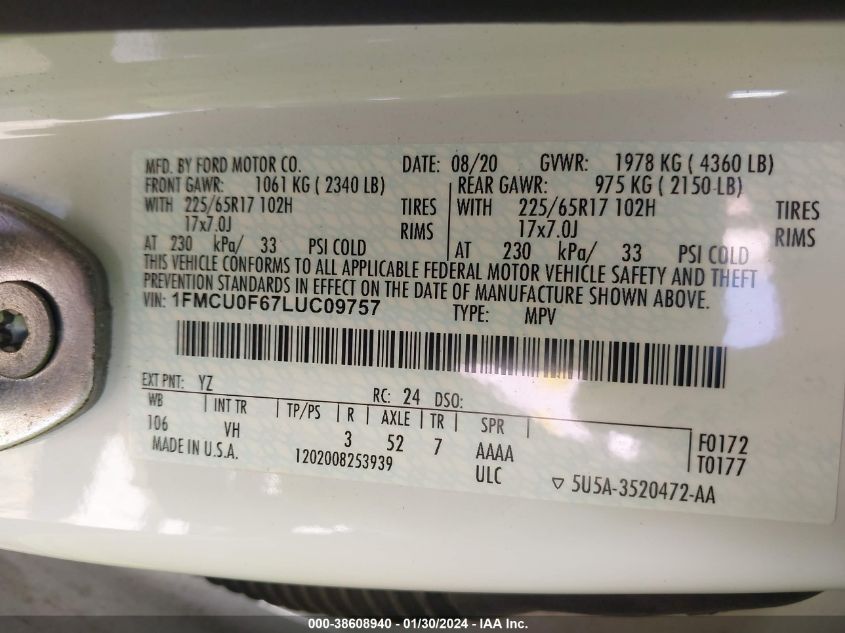 MFD. BY FORD MOTOR CO. DATE: 08/20 GVWR: 1978 KG ( 4360 LB)
FRONT GAWR: 1061 KG ( 2340 LB) REAR GAWR: 975 KG ( 2150 LB)
WITH 225/65R17 102H TIRES WITH 225/65R17 102H TIRES
17x7.0J RIMS 17x7.0J RIMS
AT 230 kPa/ 33 PSI COLD AT 230 kPa/ 33 PSI COLD
THIS VEHICLE CONFORMS TO ALL APPLICABLE FEDERAL MOTOR VEHICLE SAFETY AND THEFT
PREVENTION STANDARDS IN EFFECT ON THE DATE OF MANUFACTURE SHOWN ABOVE.
VIN: 1FMCU0F67LUC09757 TYPE: MPV
EXT PNT: YZ RC: 24 DSO:
WB INT TR TP/PS R AXLE TR SPR
106 VH 3 52 7 AAAA F0172
MADE IN U.S.A. 1202008253939 ULC T0177
▽ 5U5A-3520472-AA
000-38608940 - 01/30/2024 - IAA Inc.